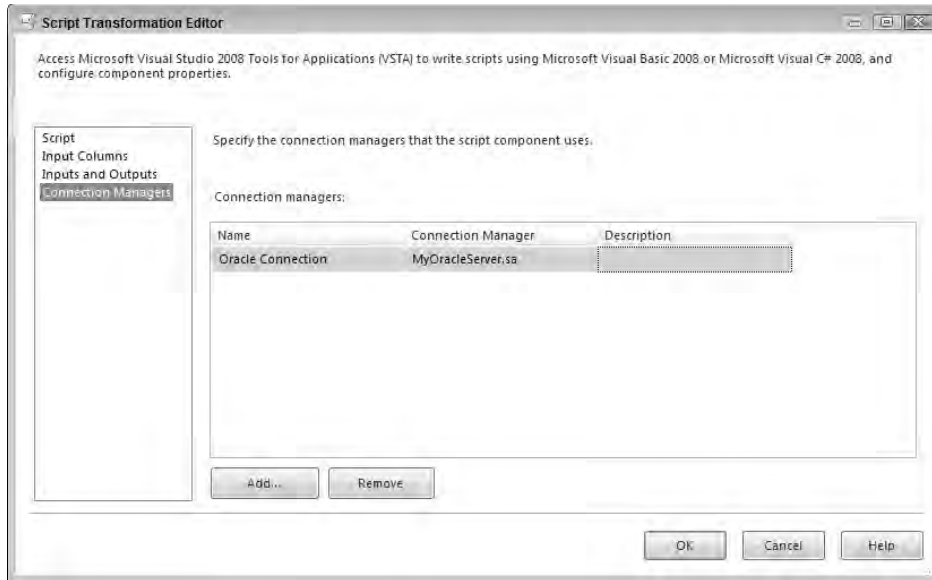 Script Transformation Editor
Access Microsoft Visual Studio 2008 Tools for Applications (VSTA) to write scripts using Microsoft Visual Basic 2008 or Microsoft Visual C# 2008, and
configure component properties.
Script
Input Columns
Inputs and Outputs
Connection Managers
Specify the connection managers that the script component uses.
Connection managers:
Name Connection Manager Description
Oracle Connection MyOracleServer.sa
Add... Remove
OK Cancel Help